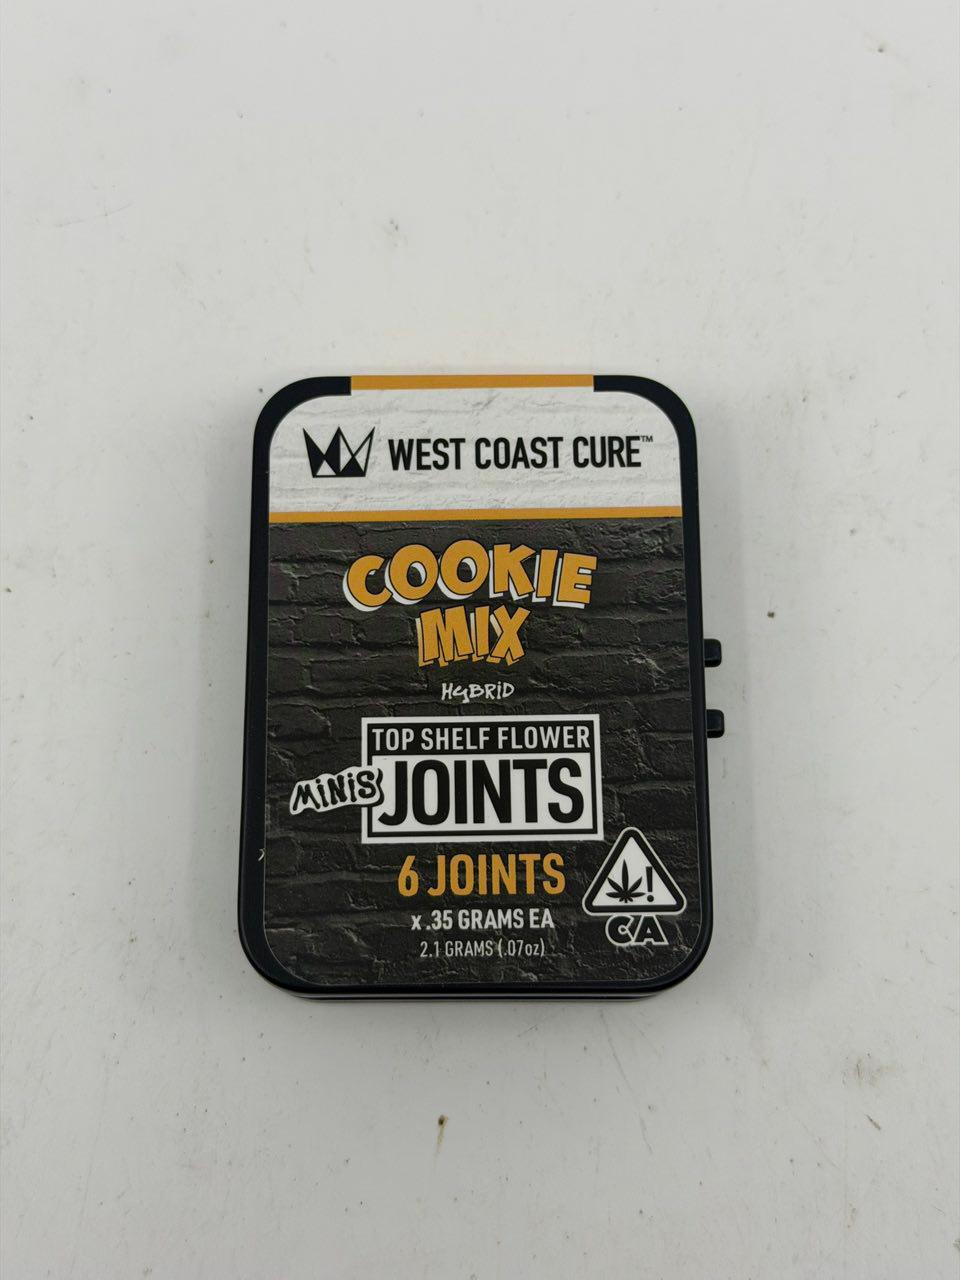 WEST COAST CURE™
COOKIE
MIX
HYBRID
TOP SHELF FLOWER
MINIS JOINTS
6 JOINTS
x .35 GRAMS EA
2.1 GRAMS (.07oz)
!
CA